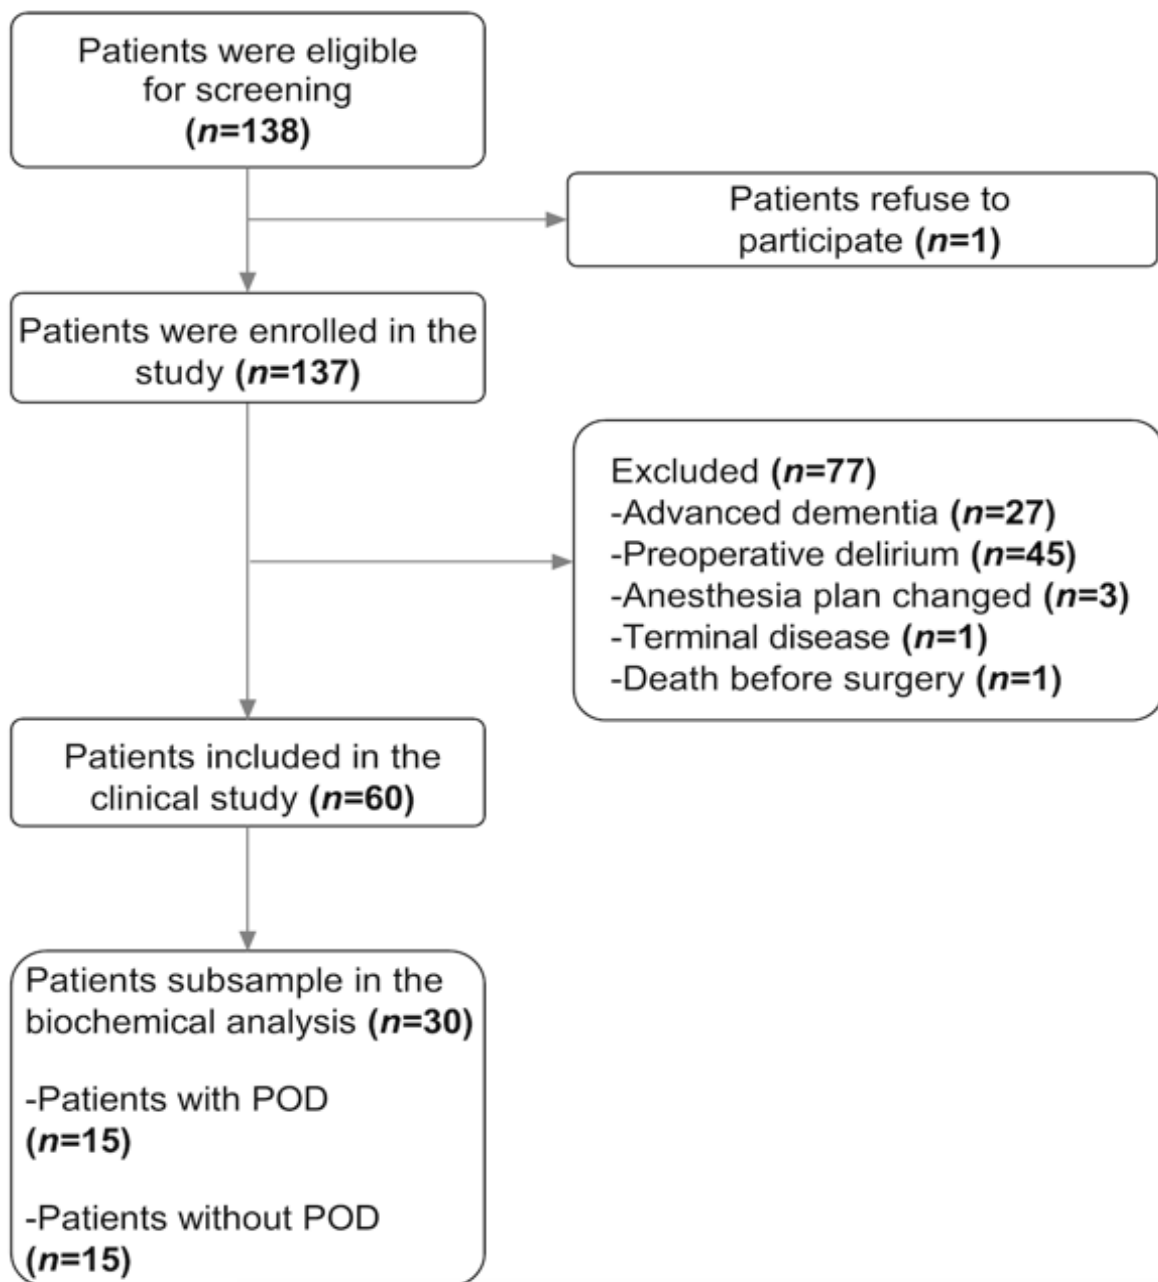 Patients were eligible
for screening
(n=138)
Patients refuse to
participate (n=1)
Patients were enrolled in the
study (n=137)
Excluded (n=77)
-Advanced dementia (n=27)
-Preoperative delirium (n=45)
-Anesthesia plan changed (n=3)
-Terminal disease (n=1)
-Death before surgery (n=1)
Patients included in the
clinical study (n=60)
Patients subsample in the
biochemical analysis (n=30)
-Patients with POD
(n=15)
-Patients without POD
(n=15)